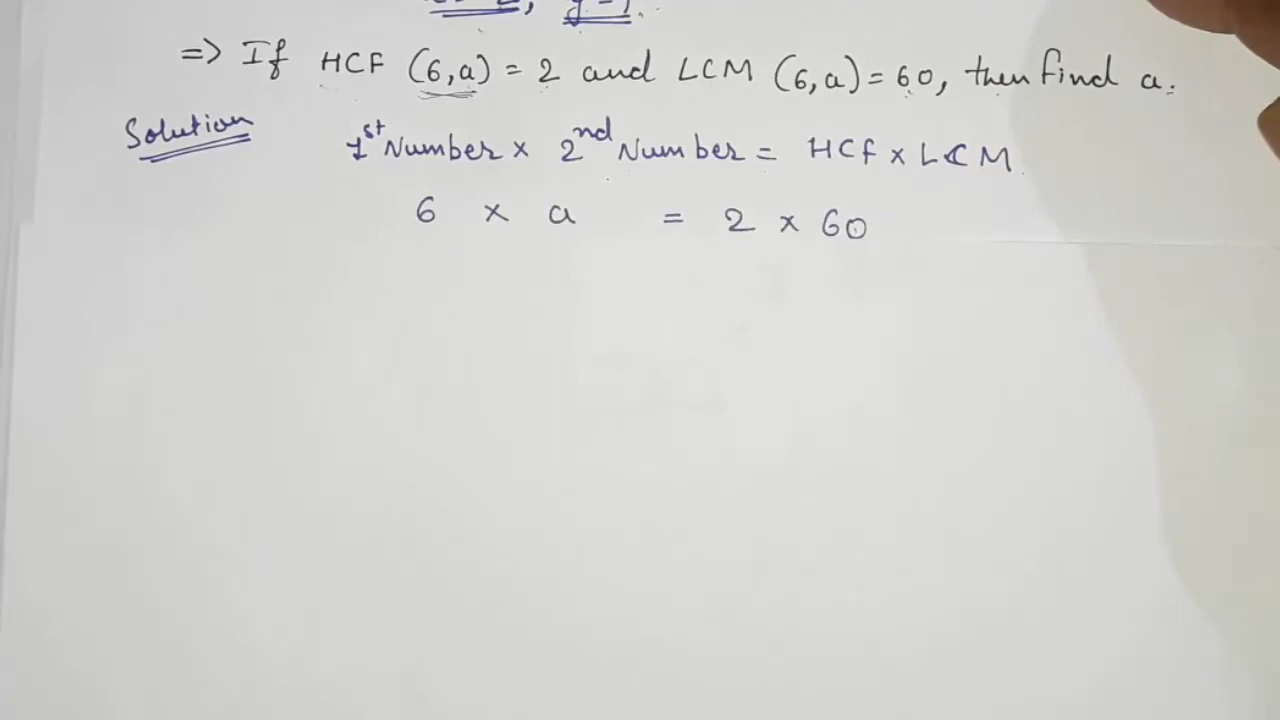 => If HCF (6,a) = 2 and LCM (6,a) = 60, then find a.
Solution 1st Number × 2nd Number = HCF × LCM
6 × a = 2 × 60